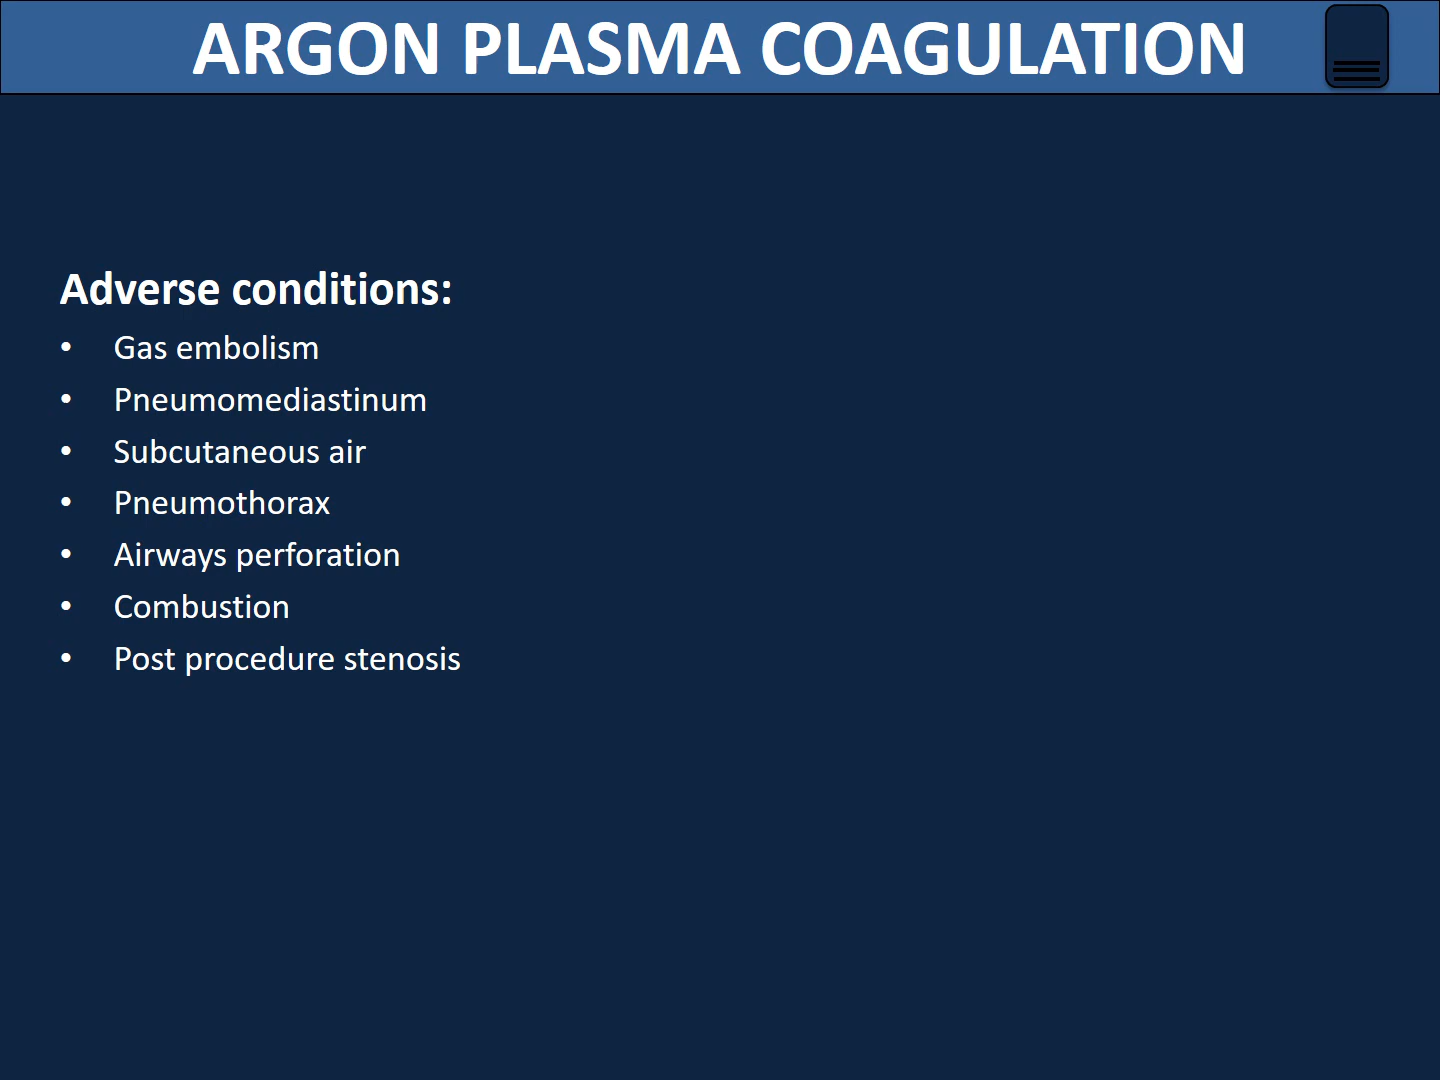 ARGON PLASMA COAGULATION
Adverse conditions:
• Gas embolism
• Pneumomediastinum
• Subcutaneous air
• Pneumothorax
• Airways perforation
• Combustion
• Post procedure stenosis